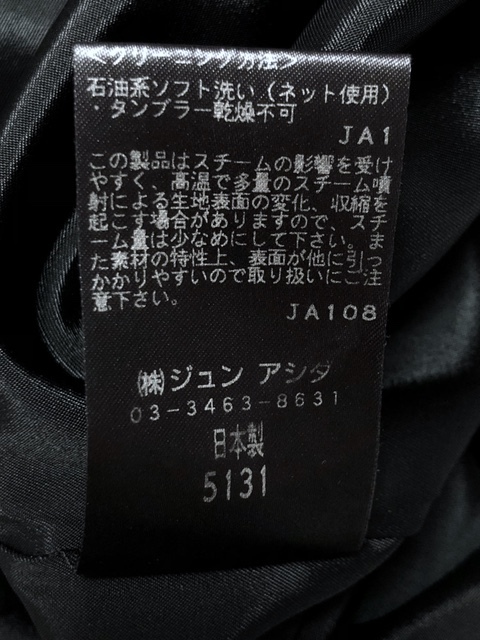 <クリーニング方法>
石油系ソフト洗い（ネット使用）
・タンブラー乾燥不可
JA1
この製品はスチームの影響を受け
やすく、高温で多量のスチーム噴
射による生地表面の変化、収縮を
起こす場合がありますので、スチ
ーム量は少なめにして下さい。ま
た素材の特性上、表面が他に引っ
かかりやすいので取り扱いにご注
意下さい。
JA108
㈱ジュン アシダ
03-3463-8631
日本製
5131